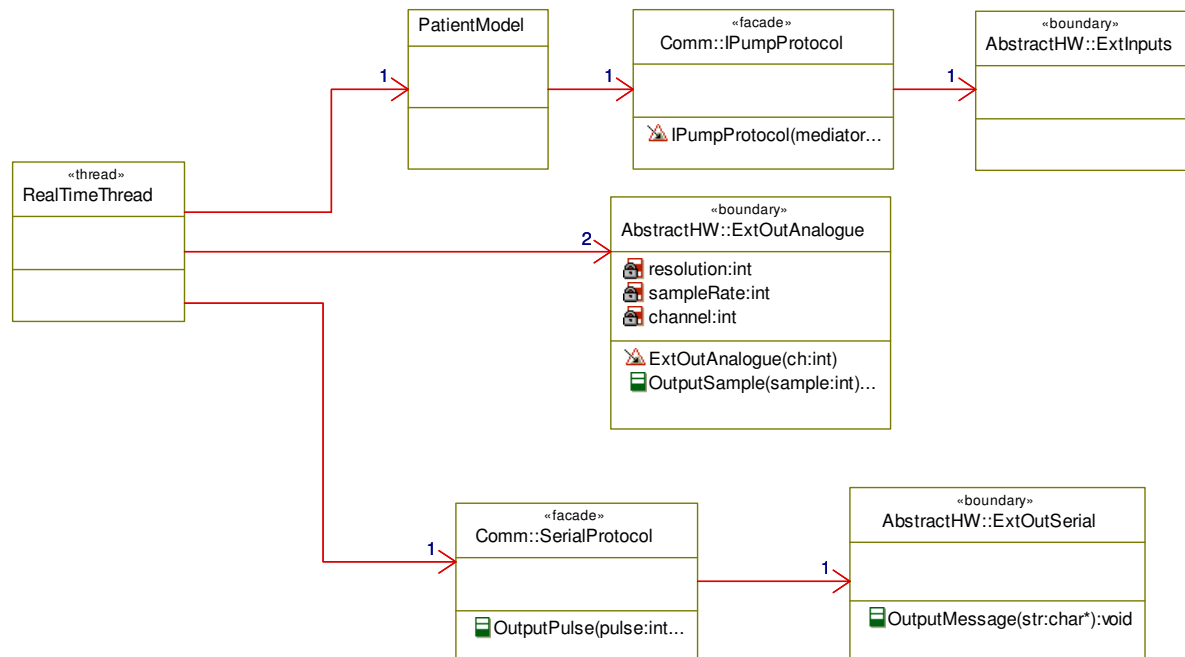 PatientModel
1
«facade»
Comm::IPumpProtocol
IPumpProtocol(mediator...
1
«boundary»
AbstractHW::ExtInputs
1
«thread»
RealTimeThread
«boundary»
AbstractHW::ExtOutAnalogue
resolution:int
sampleRate:int
channel:int
ExtOutAnalogue(ch:int)
OutputSample(sample:int)...
2
«facade»
Comm::SerialProtocol
OutputPulse(pulse:int...
1
«boundary»
AbstractHW::ExtOutSerial
OutputMessage(str:char*):void
1